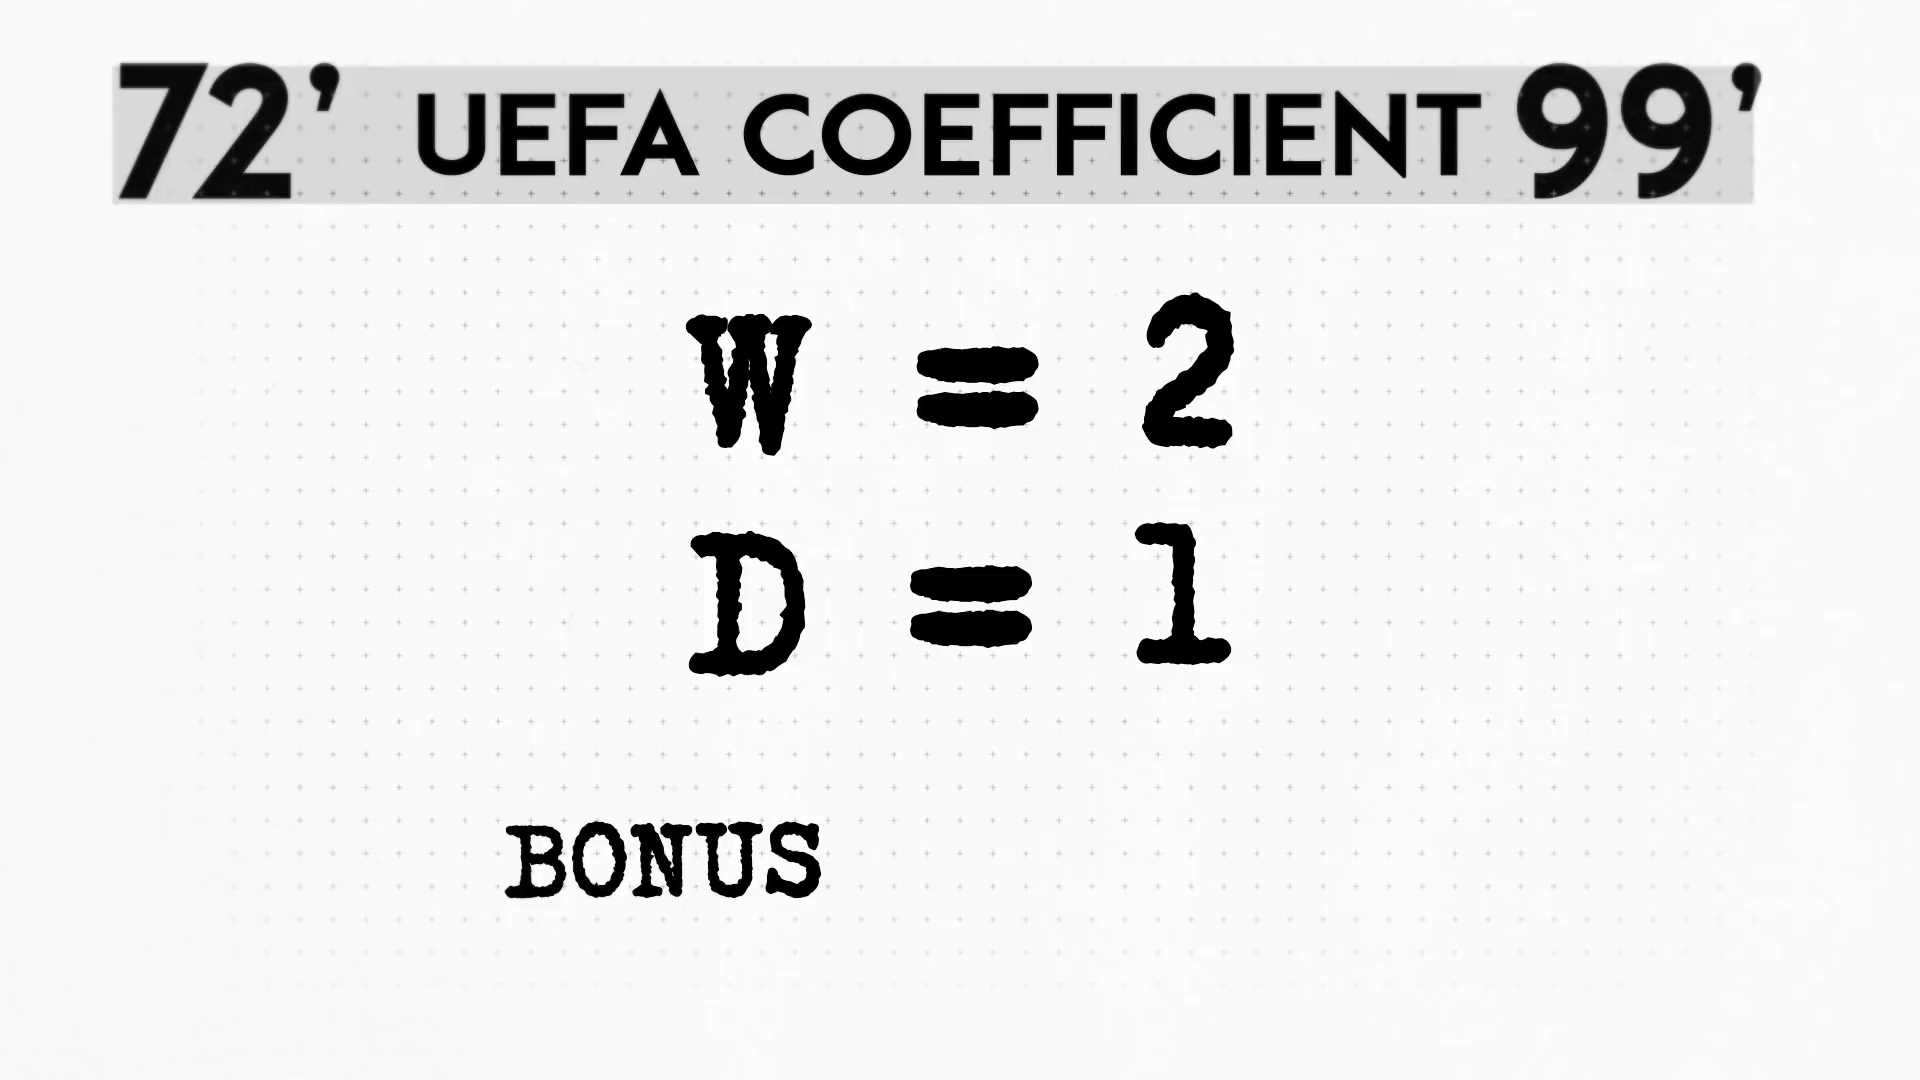 72’ UEFA COEFFICIENT 99’
W = 2
D = 1
BONUS